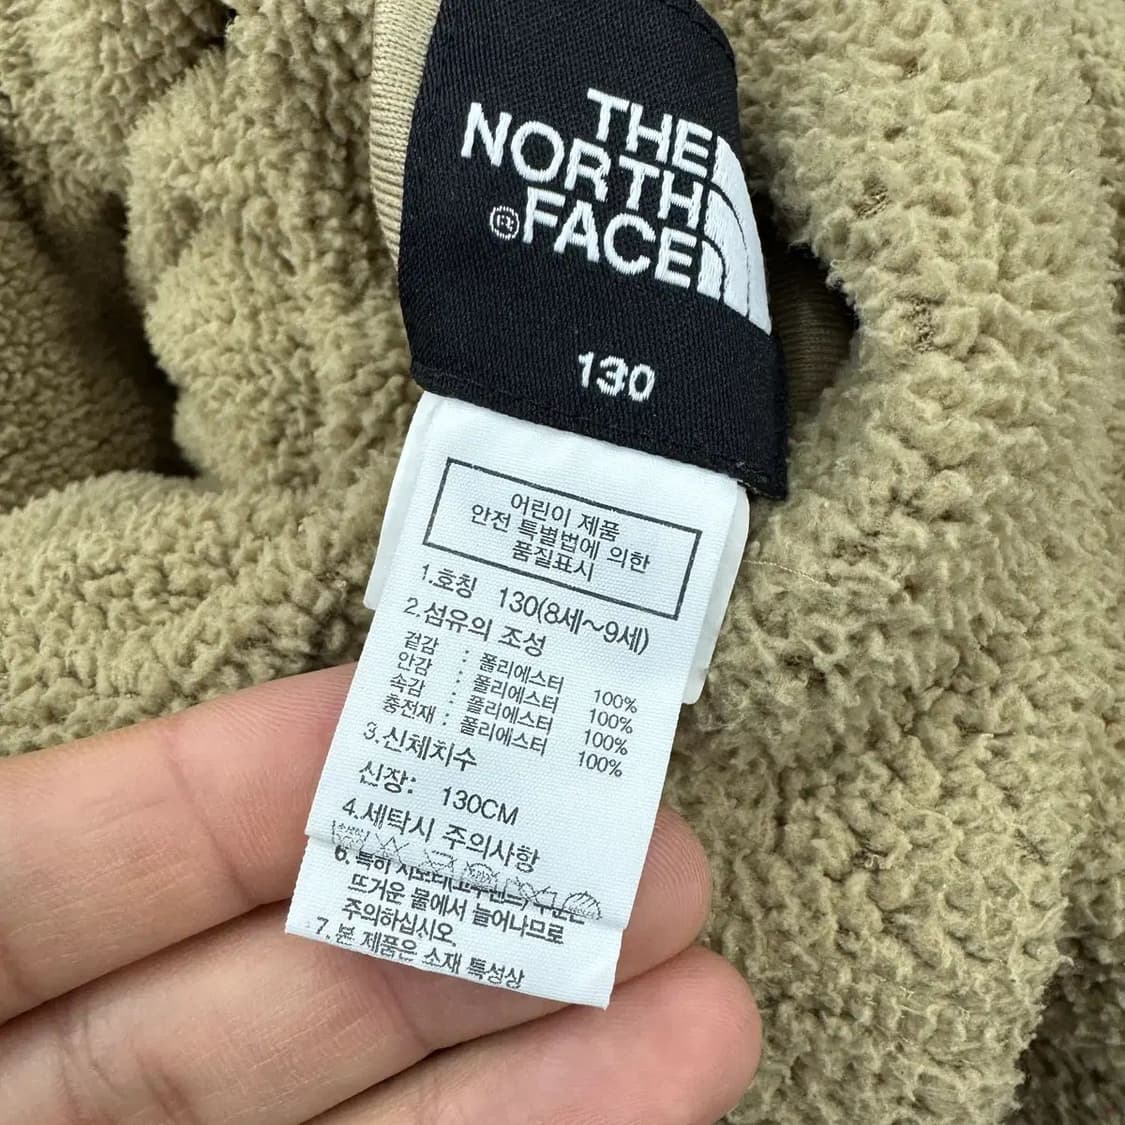 THE
NORTH
®FACE
130
어린이 제품
안전 특별법에 의한
품질표시
1.호칭 130(8세~9세)
2.섬유의 조성
겉감 : 폴리에스터 100%
안감 : 폴리에스터 100%
속감 : 폴리에스터 100%
충전재 : 폴리에스터 100%
3.신체치수
신장: 130CM
4.세탁시 주의사항
6. 특히
뜨거운 물에서 늘어나므로
주의하십시오.
7. 본 제품은 소재 특성상